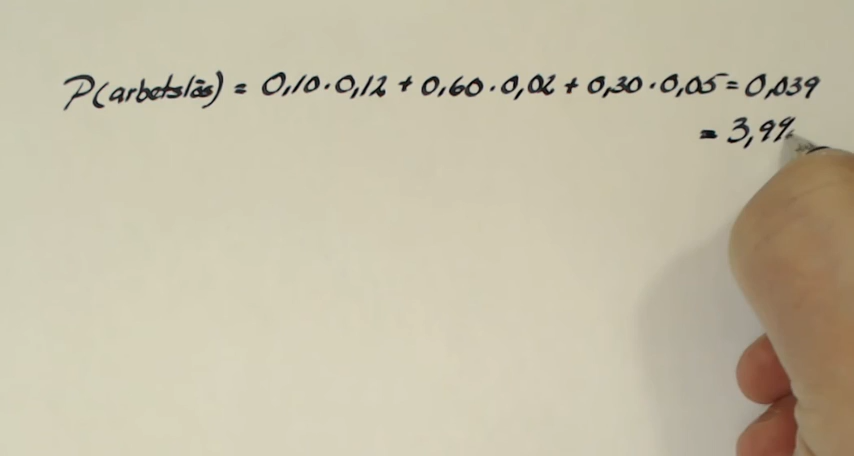 P(arbetslös) = 0,10·0,12 + 0,60·0,02 + 0,30·0,05 = 0,039
= 3,9%